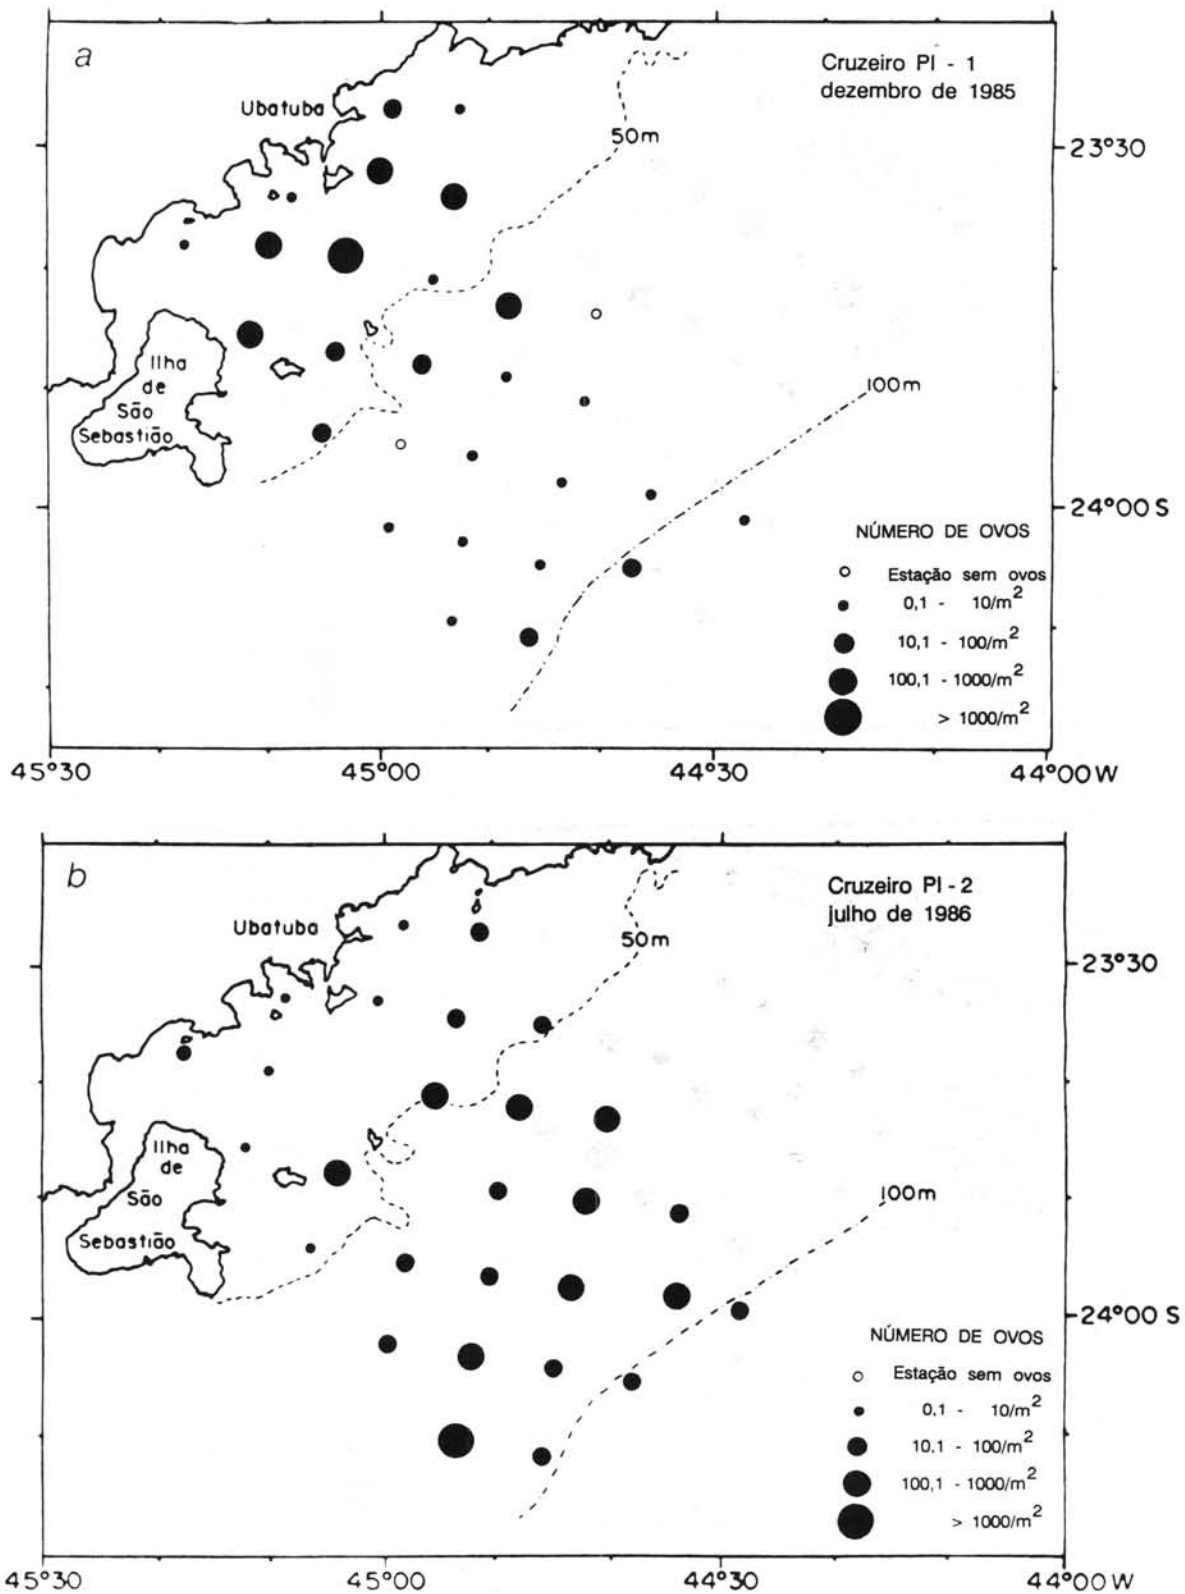 a
Cruzeiro PI - 1
dezembro de 1985
Ubatuba
50m
23°30
Ilha
de
São
Sebastião
100m
24°00 S
NÚMERO DE OVOS
Estação sem ovos
0,1 - 10/m²
10,1 - 100/m²
100,1 - 1000/m²
> 1000/m²
45°30
45°00
44°30
44°00 W
b
Cruzeiro PI - 2
julho de 1986
Ubatuba
50m
23°30
Ilha
de
São
Sebastião
100m
24°00 S
NÚMERO DE OVOS
Estação sem ovos
0,1 - 10/m²
10,1 - 100/m²
100,1 - 1000/m²
> 1000/m²
45°30
45°00
44°30
44°00 W